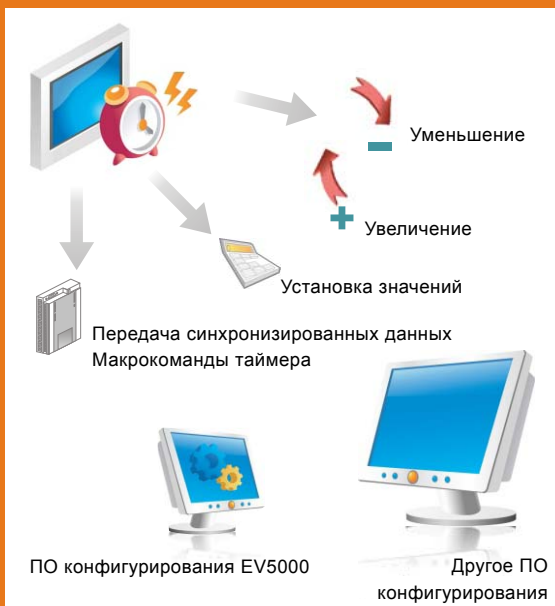 Уменьшение
Увеличение
Установка значений
Передача синхронизированных данных
Макрокоманды таймера
ПО конфигурирования EV5000
Другое ПО
конфигурирования